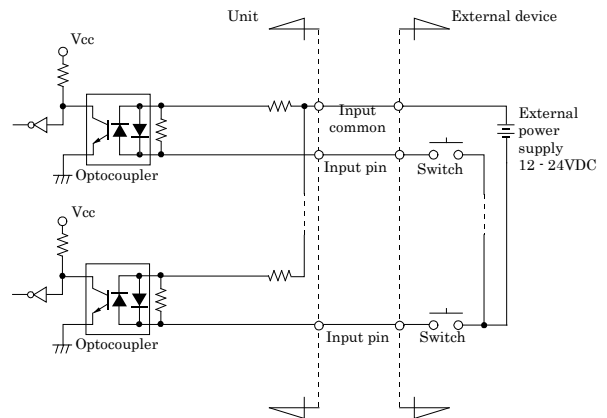 Unit
External device
Vcc
Input
common
External
power
supply
12 - 24VDC
Input pin
Switch
Optocoupler
Vcc
Input pin
Switch
Optocoupler